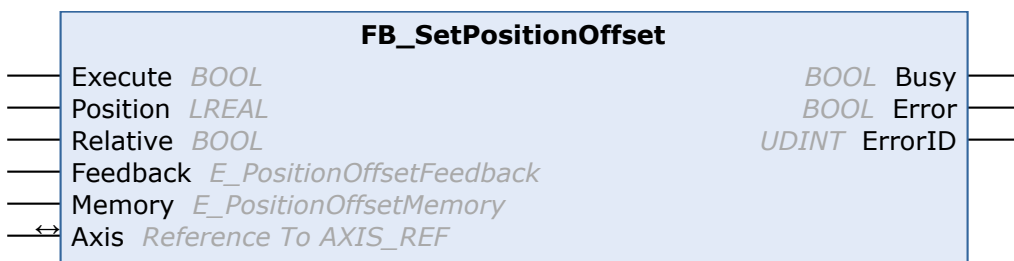 FB_SetPositionOffset
Execute BOOL BOOL Busy
Position LREAL BOOL Error
Relative BOOL UDINT ErrorID
Feedback E_PositionOffsetFeedback
Memory E_PositionOffsetMemory
↔ Axis Reference To AXIS_REF